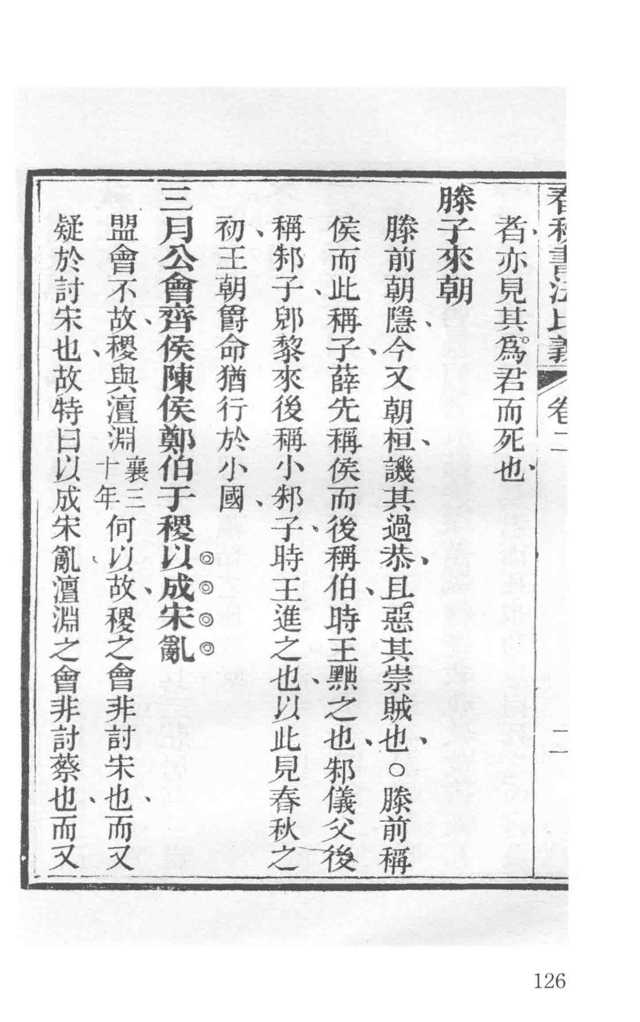 春秋書法比義 卷二 二
者亦見其爲君而死也
滕子來朝
滕前朝隱今又朝桓譏其過恭且惡其崇賊也○滕前稱
侯而此稱子薛先稱侯而後稱伯時王黜之也邾儀父後
稱邾子郳黎來後稱小邾子時王進之也以此見春秋之
初王朝爵命猶行於小國
三月公會齊侯陳侯鄭伯于稷以成宋亂
盟會不故稷與澶淵襄三十年何以故稷之會非討宋也而又
疑於討宋也故特曰以成宋亂澶淵之會非討蔡也而又
126